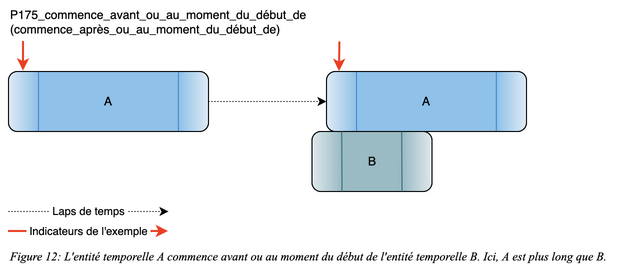 P175_commence_avant_ou_au_moment_du_début_de
(commence_après_ou_au_moment_du_début_de)
A
A
B
Laps de temps
Indicateurs de l'exemple
Figure 12: L'entité temporelle A commence avant ou au moment du début de l'entité temporelle B. Ici, A est plus long que B.